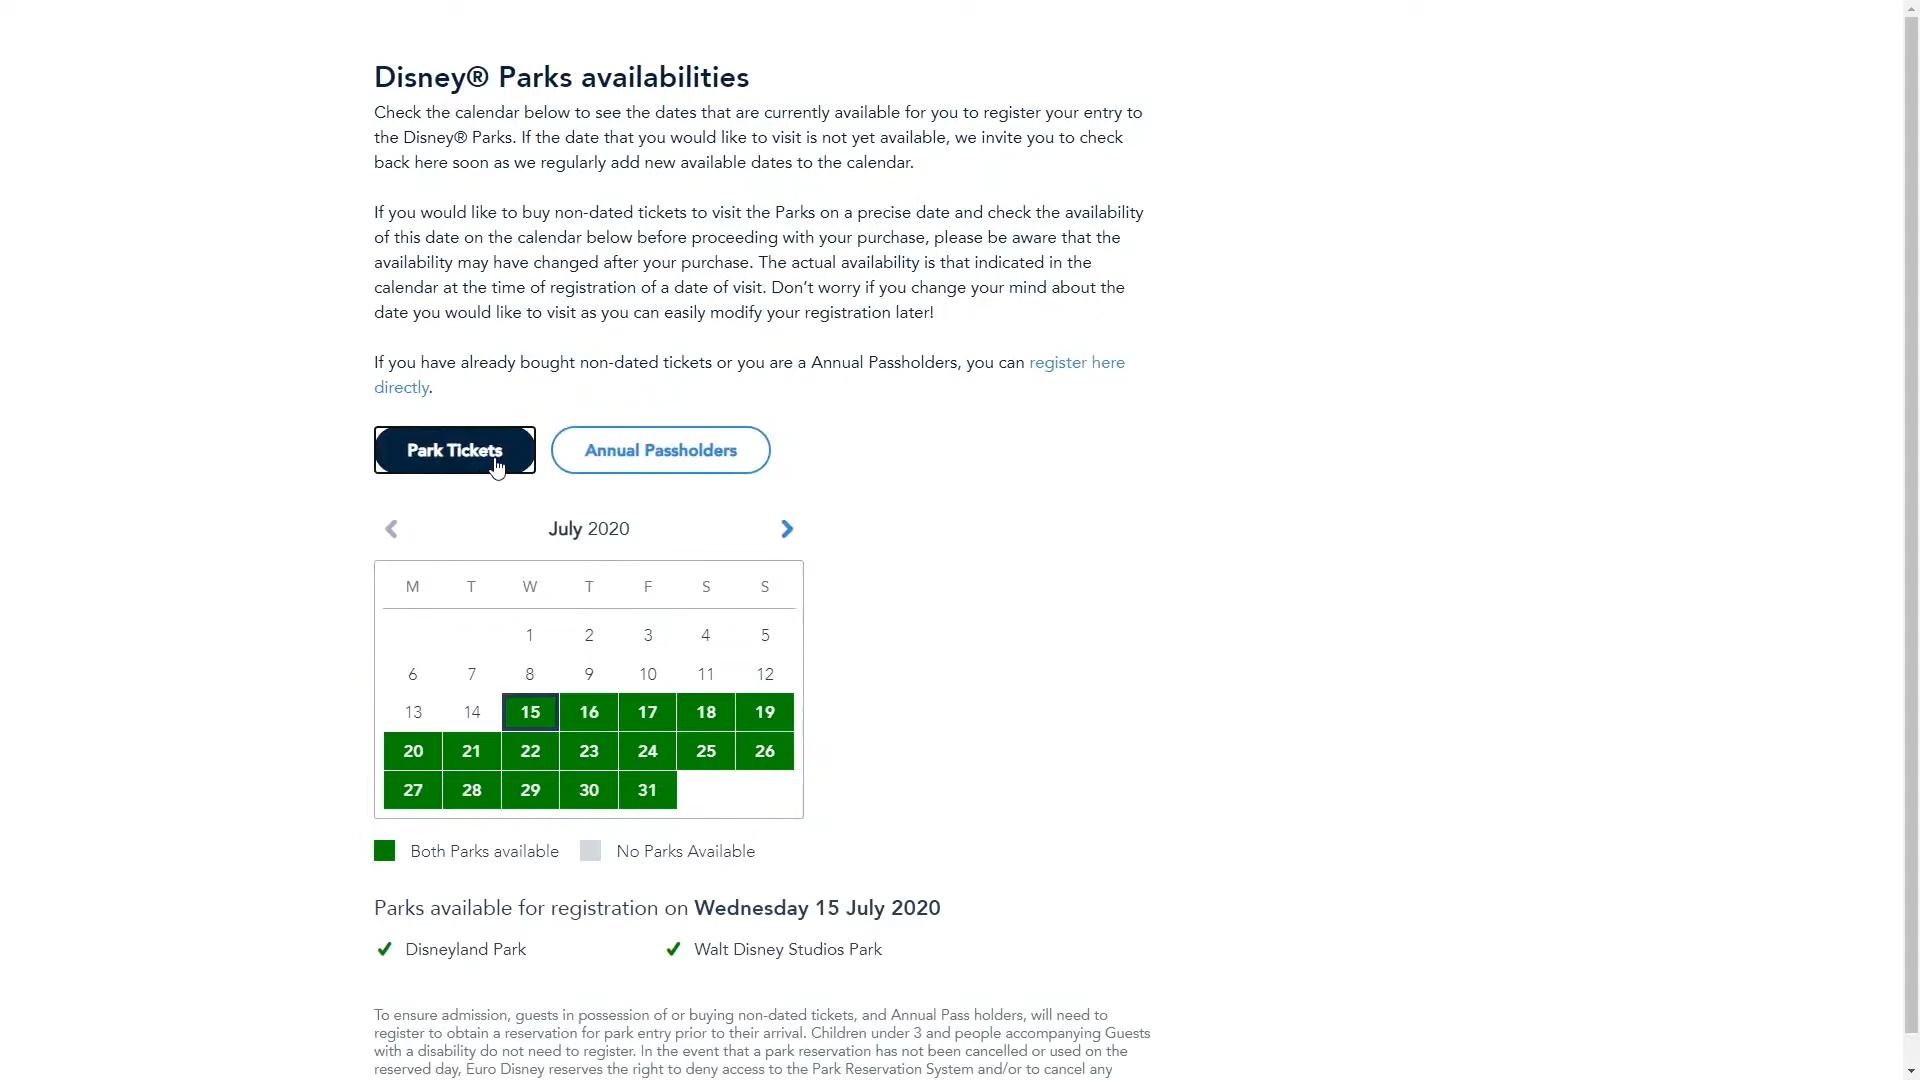 Disney® Parks availabilities
Check the calendar below to see the dates that are currently available for you to register your entry to
the Disney® Parks. If the date that you would like to visit is not yet available, we invite you to check
back here soon as we regularly add new available dates to the calendar.
If you would like to buy non-dated tickets to visit the Parks on a precise date and check the availability
of this date on the calendar below before proceeding with your purchase, please be aware that the
availability may have changed after your purchase. The actual availability is that indicated in the
calendar at the time of registration of a date of visit. Don’t worry if you change your mind about the
date you would like to visit as you can easily modify your registration later!
If you have already bought non-dated tickets or you are a Annual Passholders, you can register here
directly.
Park Tickets Annual Passholders
July 2020
M T W T F S S
1 2 3 4 5
6 7 8 9 10 11 12
13 14 15 16 17 18 19
20 21 22 23 24 25 26
27 28 29 30 31
Both Parks available No Parks Available
Parks available for registration on Wednesday 15 July 2020
Disneyland Park Walt Disney Studios Park
To ensure admission, guests in possession of or buying non-dated tickets, and Annual Pass holders, will need to
register to obtain a reservation for park entry prior to their arrival. Children under 3 and people accompanying Guests
with a disability do not need to register. In the event that a park reservation has not been cancelled or used on the
reserved day, Euro Disney reserves the right to deny access to the Park Reservation System and/or to cancel any